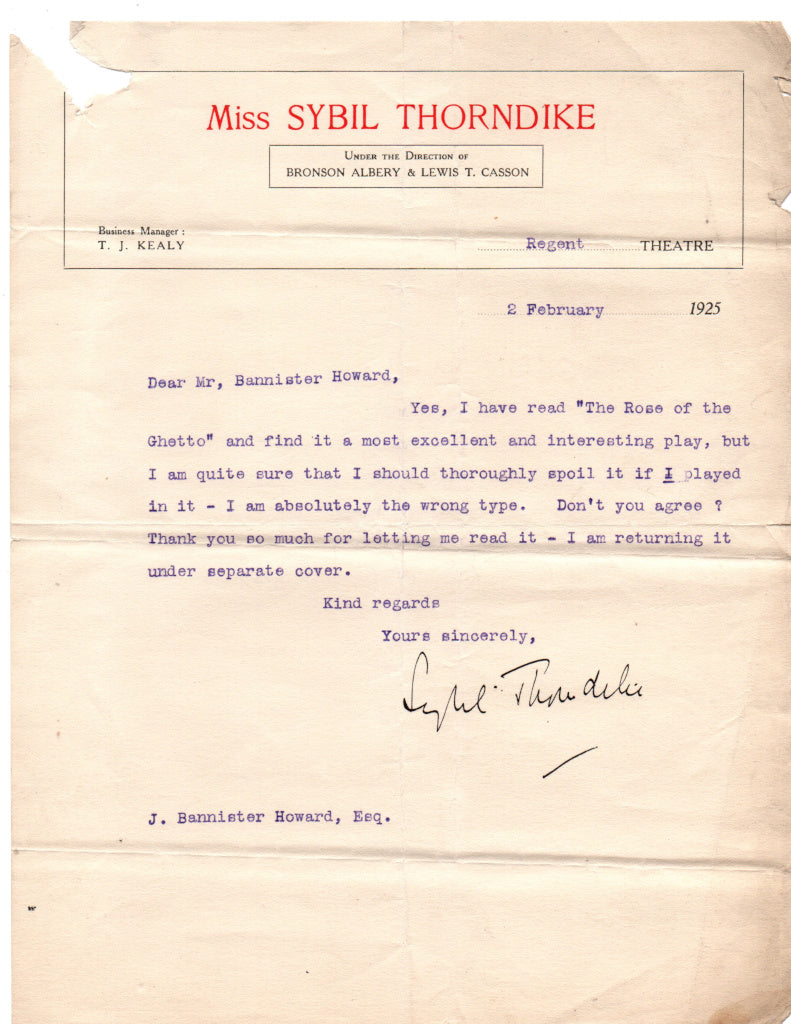 Miss SYBIL THORNDIKE
UNDER THE DIRECTION OF
BRONSON ALBERY & LEWIS T. CASSON
Business Manager :
T. J. KEALY
Regent THEATRE
2 February 1925
Dear Mr, Bannister Howard,
Yes, I have read "The Rose of the
Ghetto" and find it a most excellent and interesting play, but
I am quite sure that I should thoroughly spoil it if I played
in it - I am absolutely the wrong type. Don't you agree ?
Thank you so much for letting me read it - I am returning it
under separate cover.
Kind regards
Yours sincerely,
Sybil Thorndike
J. Bannister Howard, Esq.